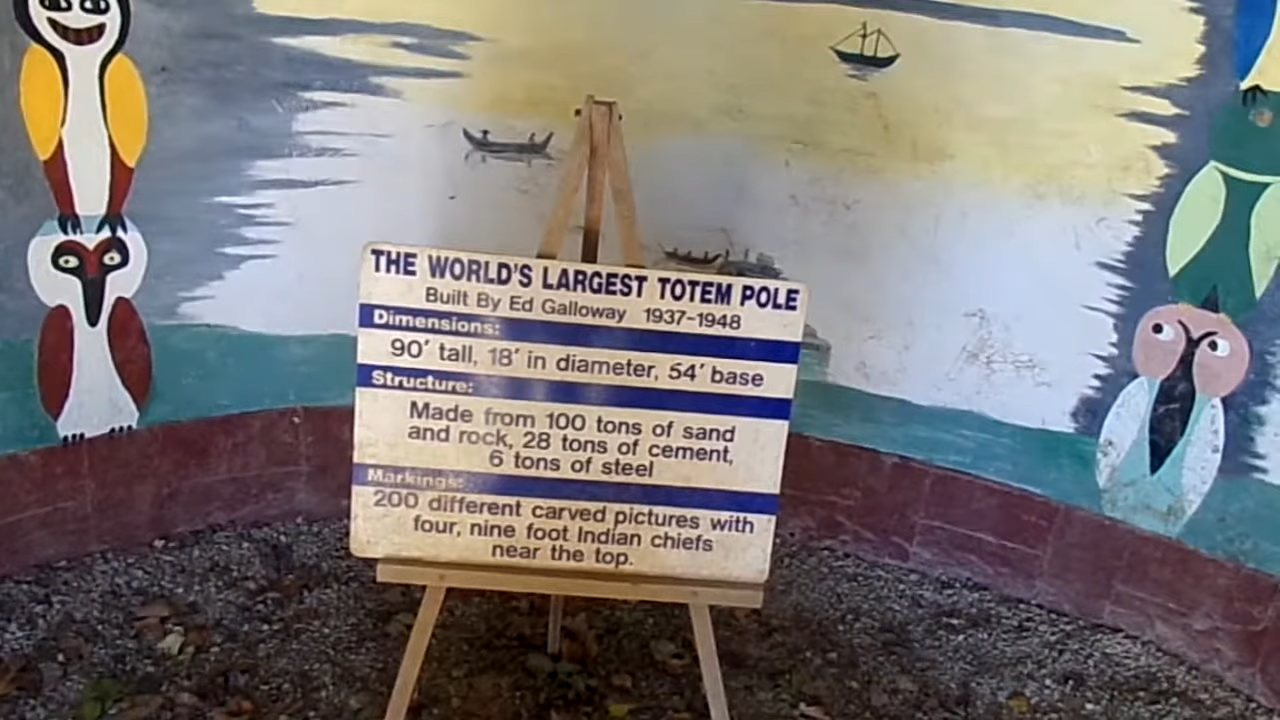 THE WORLD'S LARGEST TOTEM POLE
Built By Ed Galloway 1937-1948
Dimensions:
90' tall, 18' in diameter, 54' base
Structure:
Made from 100 tons of sand
and rock, 28 tons of cement,
6 tons of steel
Markings:
200 different carved pictures with
four, nine foot Indian chiefs
near the top.